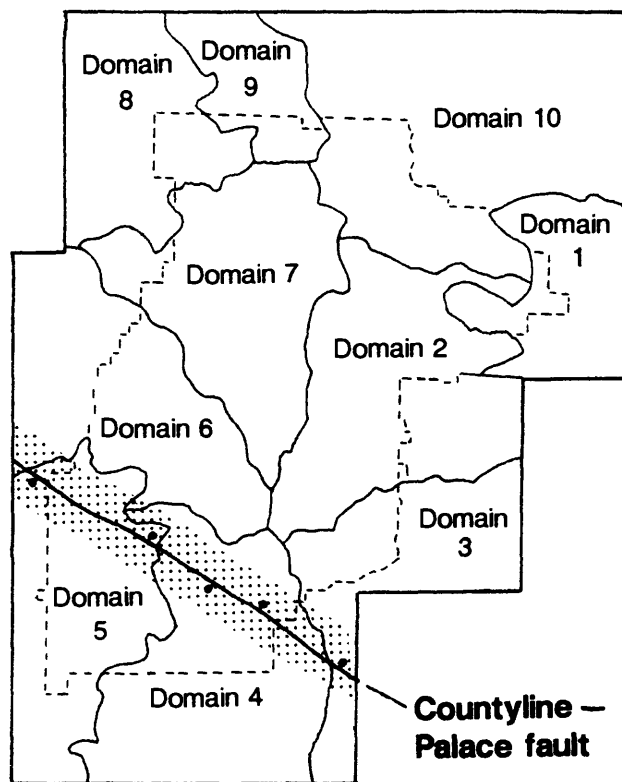 Domain
8
Domain
9
Domain 10
Domain
1
Domain 7
Domain 2
Domain 6
Domain
3
Domain
5
Domain 4
Countyline –
Palace fault